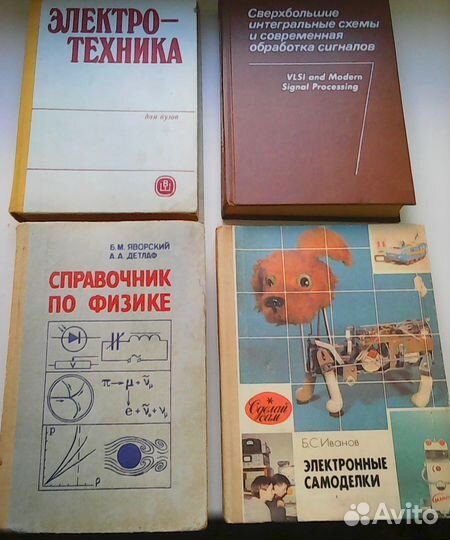 ЭЛЕКТРО-
ТЕХНИКА
для вузов
Сверхбольшие
интегральные схемы
и современная
обработка сигналов
VLSI and Modern
Signal Processing
Б.М. ЯВОРСКИЙ
А.А. ДЕТЛАФ
СПРАВОЧНИК
ПО ФИЗИКЕ
V
π → μ + ν̃μ
e + ν̃e + νμ
P
ρ
Сделай
сам
Б.С. Иванов
ЭЛЕКТРОННЫЕ
САМОДЕЛКИ
Avito